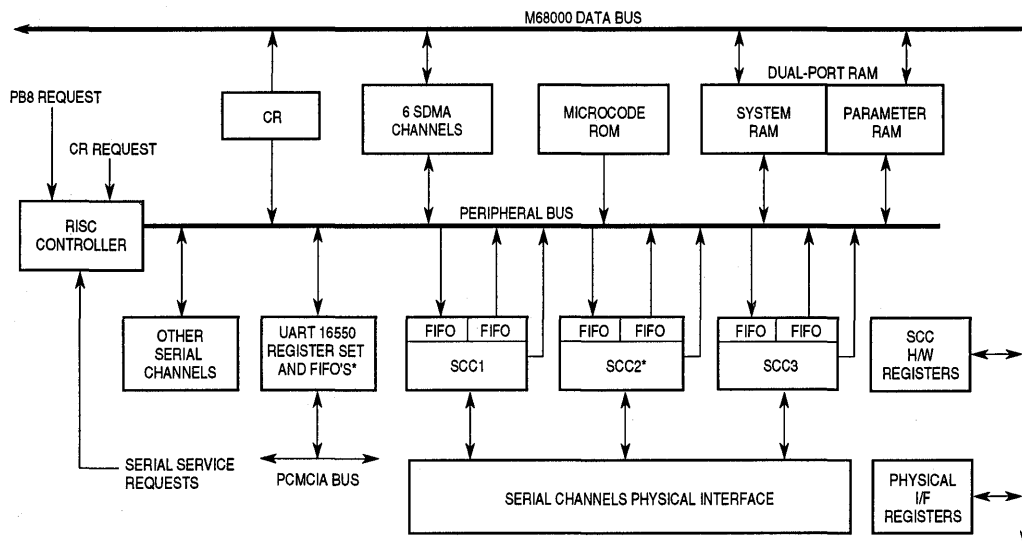 M68000 DATA BUS
DUAL-PORT RAM
PB8 REQUEST
CR REQUEST
CR
6 SDMA
CHANNELS
MICROCODE
ROM
SYSTEM
RAM
PARAMETER
RAM
RISC
CONTROLLER
PERIPHERAL BUS
OTHER
SERIAL
CHANNELS
UART 16550
REGISTER SET
AND FIFO'S*
FIFO FIFO
SCC1
FIFO FIFO
SCC2*
FIFO FIFO
SCC3
SCC
H/W
REGISTERS
SERIAL SERVICE
REQUESTS
PCMCIA BUS
SERIAL CHANNELS PHYSICAL INTERFACE
PHYSICAL
I/F
REGISTERS